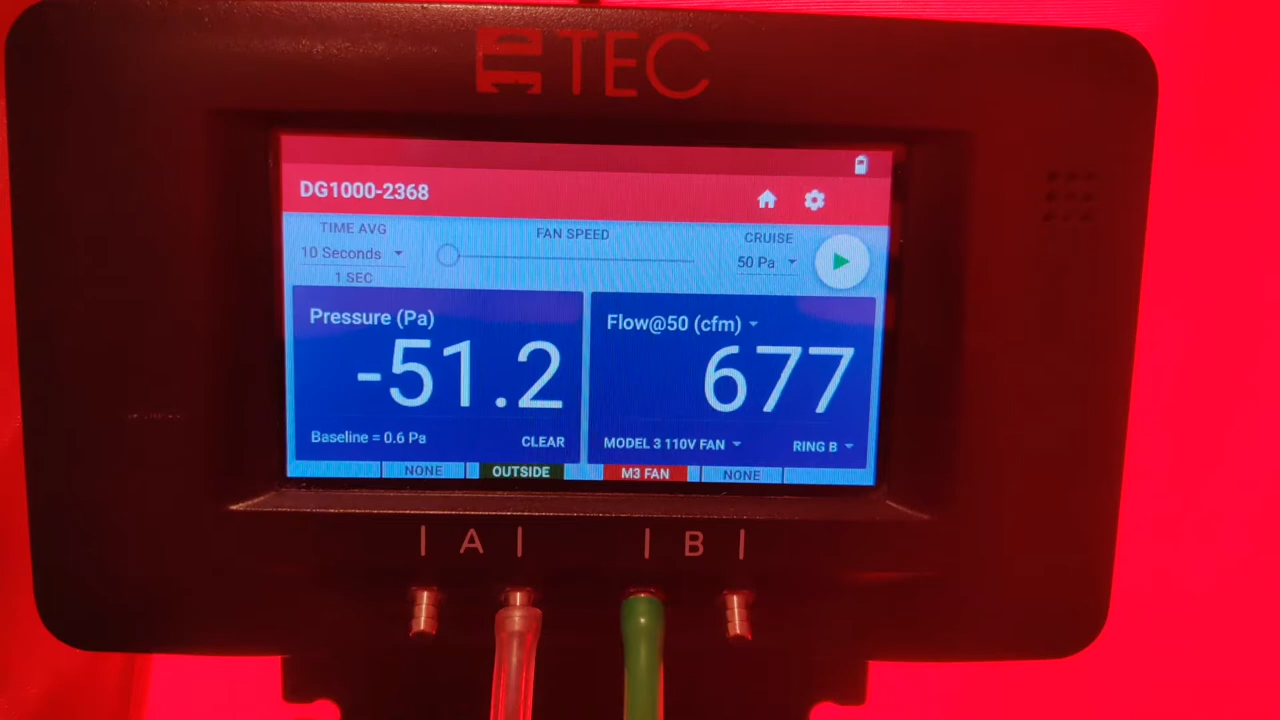 TEC
DG1000-2368
TIME AVG
10 Seconds
1 SEC
FAN SPEED
CRUISE
50 Pa
Pressure (Pa)
-51.2
Baseline = 0.6 Pa
CLEAR
Flow@50 (cfm)
677
MODEL 3 110V FAN
RING B
NONE
OUTSIDE
M3 FAN
NONE
A
B